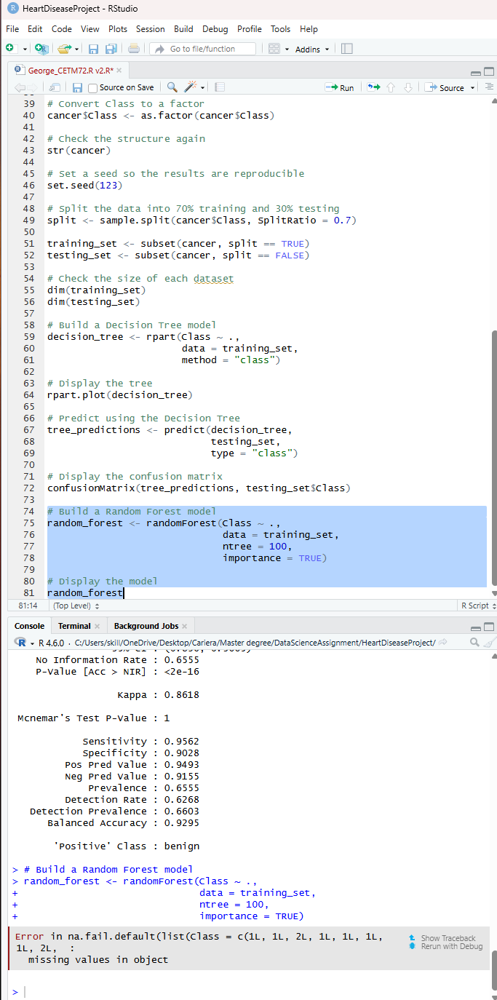 HeartDiseaseProject - RStudio
File Edit Code View Plots Session Build Debug Profile Tools Help
Go to file/function Addins
George_CETM72.R v2.R*
Source on Save Run Source
39 # Convert Class to a factor
40 cancer$Class <- as.factor(cancer$Class)
41
42 # Check the structure again
43 str(cancer)
44
45 # Set a seed so the results are reproducible
46 set.seed(123)
47
48 # Split the data into 70% training and 30% testing
49 split <- sample.split(cancer$Class, SplitRatio = 0.7)
50
51 training_set <- subset(cancer, split == TRUE)
52 testing_set <- subset(cancer, split == FALSE)
53
54 # Check the size of each dataset
55 dim(training_set)
56 dim(testing_set)
57
58 # Build a Decision Tree model
59 decision_tree <- rpart(Class ~ .,
60 data = training_set,
61 method = "class")
62
63 # Display the tree
64 rpart.plot(decision_tree)
65
66 # Predict using the Decision Tree
67 tree_predictions <- predict(decision_tree,
68 testing_set,
69 type = "class")
70
71 # Display the confusion matrix
72 confusionMatrix(tree_predictions, testing_set$Class)
73
74 # Build a Random Forest model
75 random_forest <- randomForest(Class ~ .,
76 data = training_set,
77 ntree = 100,
78 importance = TRUE)
79
80 # Display the model
81 random_forest
81:14 (Top Level) R Script
Console Terminal Background Jobs
R 4.6.0 · C:/Users/skill/OneDrive/Desktop/Cariera/Master degree/DataScienceAssignment/HeartDiseaseProject/
No Information Rate : 0.6555
P-Value [Acc > NIR] : <2e-16
Kappa : 0.8618
Mcnemar's Test P-Value : 1
Sensitivity : 0.9562
Specificity : 0.9028
Pos Pred Value : 0.9493
Neg Pred Value : 0.9155
Prevalence : 0.6555
Detection Rate : 0.6268
Detection Prevalence : 0.6603
Balanced Accuracy : 0.9295
'Positive' Class : benign
> # Build a Random Forest model
> random_forest <- randomForest(Class ~ .,
+ data = training_set,
+ ntree = 100,
+ importance = TRUE)
Error in na.fail.default(list(Class = c(1L, 1L, 2L, 1L, 1L, 1L, Show Traceback
1L, 2L, : Rerun with Debug
missing values in object
>